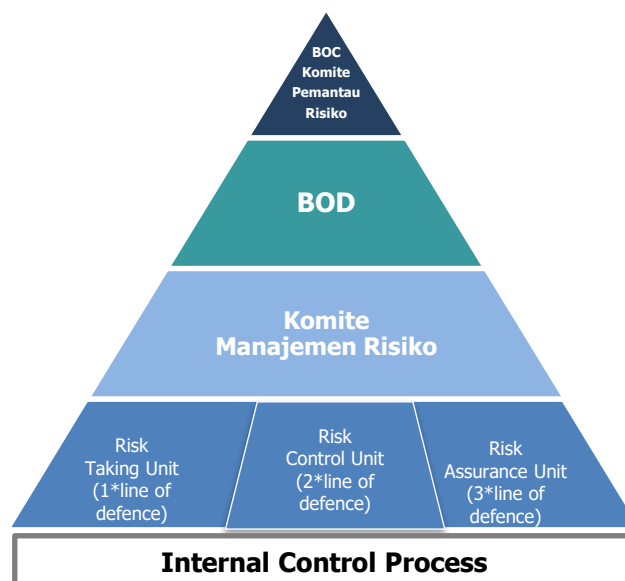 BOC
Komite
Pemantau
Risiko
BOD
Komite
Manajemen Risiko
Risk
Taking Unit
(1*line of
defence)
Risk
Control Unit
(2*line of
defence)
Risk
Assurance Unit
(3*line of
defence)
Internal Control Process